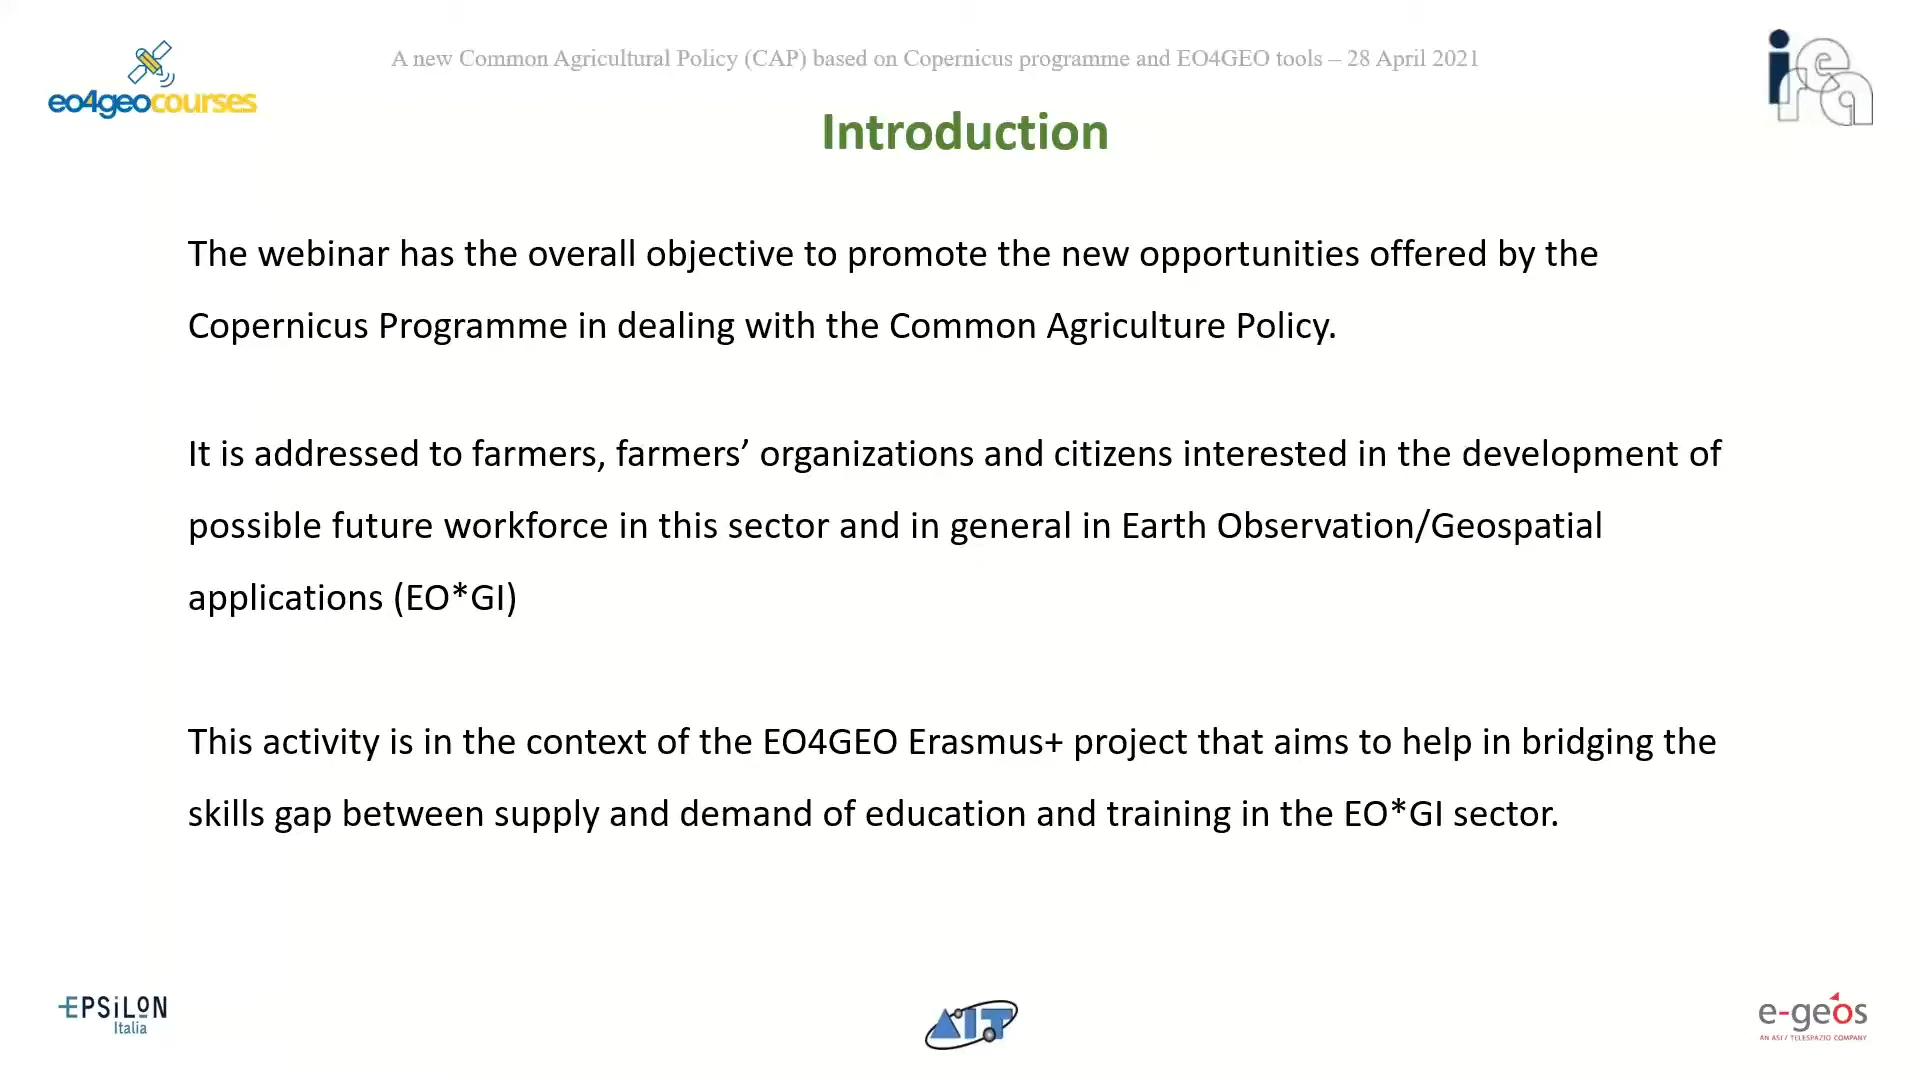 A new Common Agricultural Policy (CAP) based on Copernicus programme and EO4GEO tools – 28 April 2021
eo4geocourses
irea
Introduction
The webinar has the overall objective to promote the new opportunities offered by the
Copernicus Programme in dealing with the Common Agriculture Policy.
It is addressed to farmers, farmers’ organizations and citizens interested in the development of
possible future workforce in this sector and in general in Earth Observation/Geospatial
applications (EO*GI)
This activity is in the context of the EO4GEO Erasmus+ project that aims to help in bridging the
skills gap between supply and demand of education and training in the EO*GI sector.
EPSiLON
Italia
AIT
e-geos
AN ASI / TELESPAZIO COMPANY